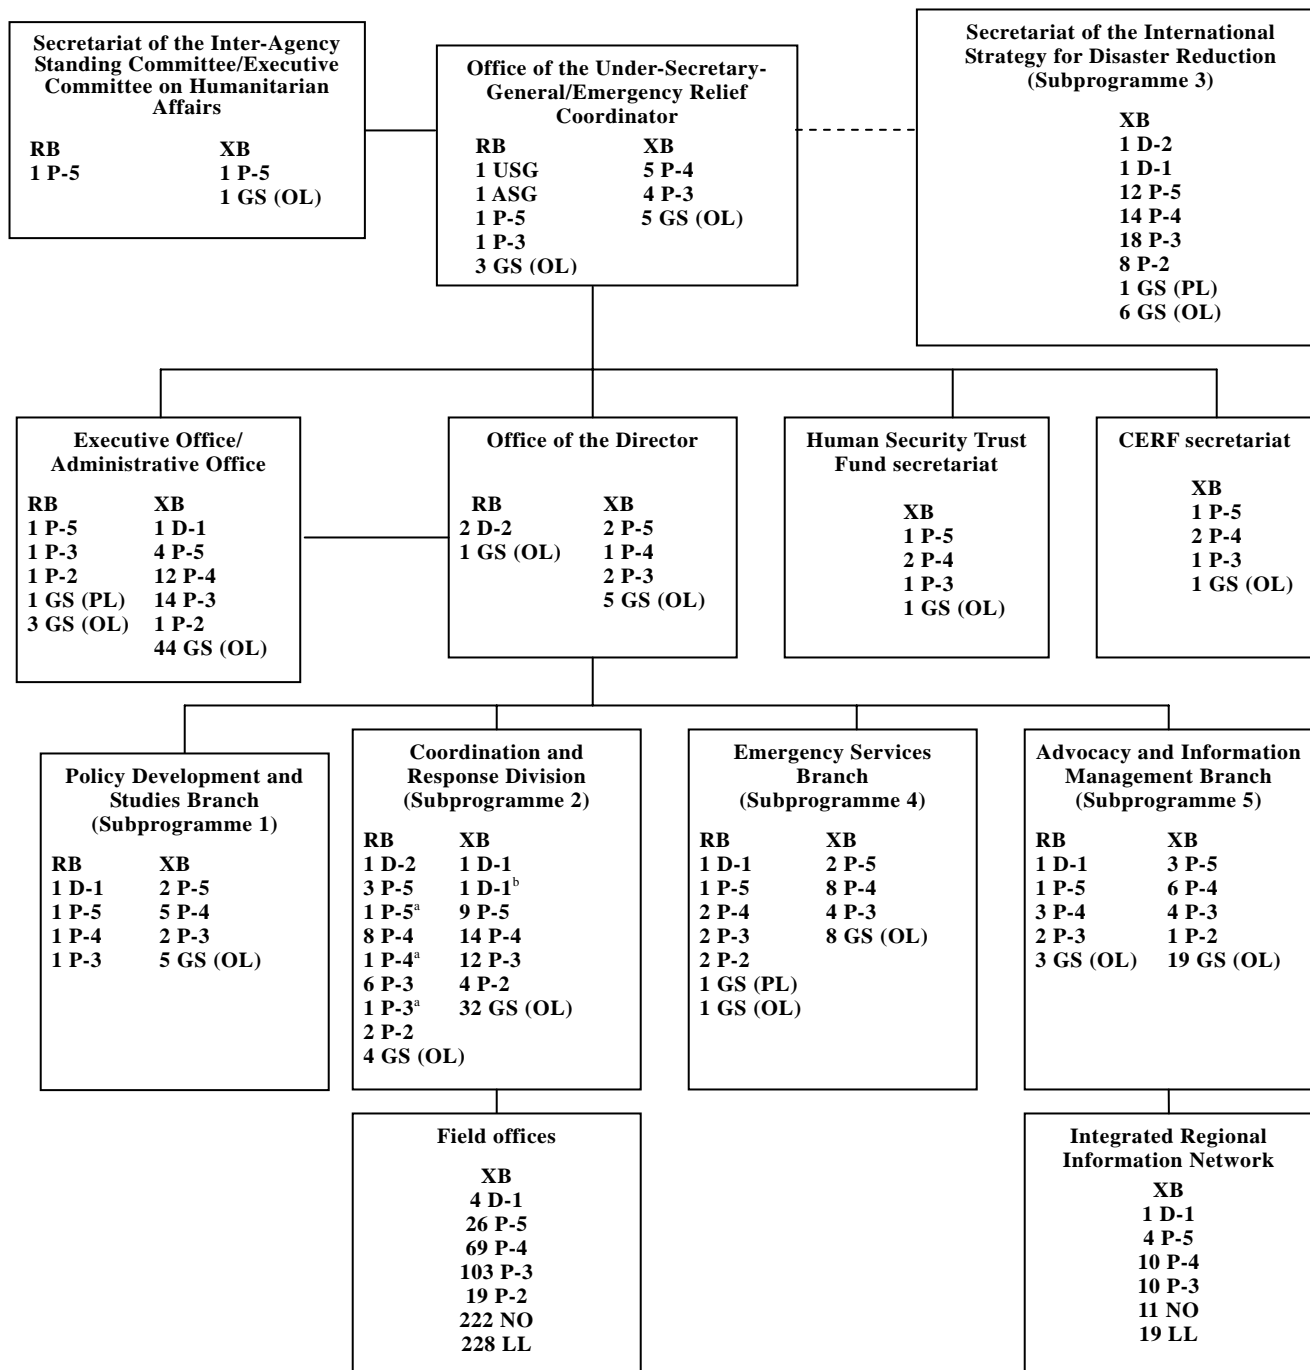 Secretariat of the Inter-Agency
Standing Committee/Executive
Committee on Humanitarian
Affairs
RB
1 P-5
XB
1 P-5
1 GS (OL)
Office of the Under-Secretary-
General/Emergency Relief
Coordinator
RB
1 USG
1 ASG
1 P-5
1 P-3
3 GS (OL)
XB
5 P-4
4 P-3
5 GS (OL)
Secretariat of the International
Strategy for Disaster Reduction
(Subprogramme 3)
XB
1 D-2
1 D-1
12 P-5
14 P-4
18 P-3
8 P-2
1 GS (PL)
6 GS (OL)
Executive Office/
Administrative Office
RB
1 P-5
1 P-3
1 P-2
1 GS (PL)
3 GS (OL)
XB
1 D-1
4 P-5
12 P-4
14 P-3
1 P-2
44 GS (OL)
Office of the Director
RB
2 D-2
1 GS (OL)
XB
2 P-5
1 P-4
2 P-3
5 GS (OL)
Human Security Trust
Fund secretariat
XB
1 P-5
2 P-4
1 P-3
1 GS (OL)
CERF secretariat
XB
1 P-5
2 P-4
1 P-3
1 GS (OL)
Policy Development and
Studies Branch
(Subprogramme 1)
RB
1 D-1
1 P-5
1 P-4
1 P-3
XB
2 P-5
5 P-4
2 P-3
5 GS (OL)
Coordination and
Response Division
(Subprogramme 2)
RB
1 D-2
3 P-5
1 P-5ª
8 P-4
1 P-4ª
6 P-3
1 P-3ª
2 P-2
4 GS (OL)
XB
1 D-1
1 D-1ᵇ
9 P-5
14 P-4
12 P-3
4 P-2
32 GS (OL)
Emergency Services
Branch
(Subprogramme 4)
RB
1 D-1
1 P-5
2 P-4
2 P-3
2 P-2
1 GS (PL)
1 GS (OL)
XB
2 P-5
8 P-4
4 P-3
8 GS (OL)
Advocacy and Information
Management Branch
(Subprogramme 5)
RB
1 D-1
1 P-5
3 P-4
2 P-3
3 GS (OL)
XB
3 P-5
6 P-4
4 P-3
1 P-2
19 GS (OL)
Field offices
XB
4 D-1
26 P-5
69 P-4
103 P-3
19 P-2
222 NO
228 LL
Integrated Regional
Information Network
XB
1 D-1
4 P-5
10 P-4
10 P-3
11 NO
19 LL